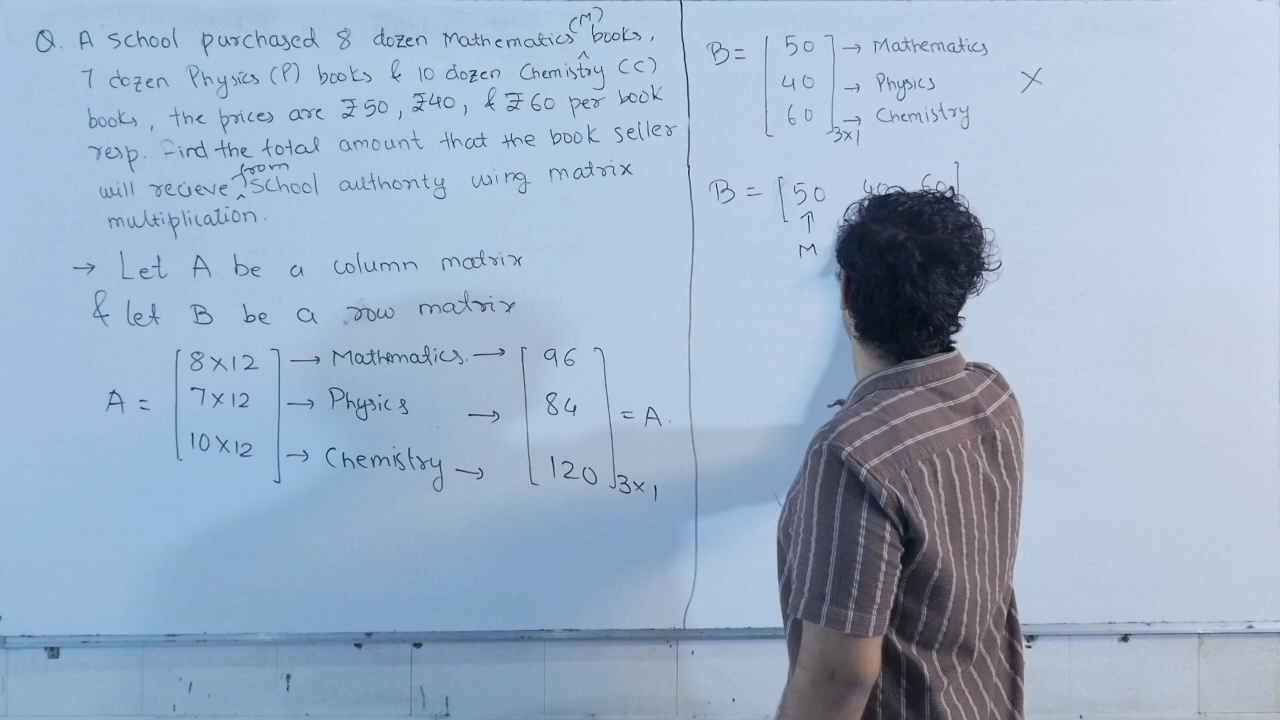 Q. A school purchased 8 dozen Mathematics (M) books,
7 dozen Physics (P) books & 10 dozen Chemistry (C)
books, the prices are ₹50, ₹40, & ₹60 per book
resp. Find the total amount that the book seller
will recieve from school authority using matrix
multiplication.
→ Let A be a column matrix
& let B be a row matrix
A = [ 8×12 ] → Mathematics. → [ 96 ]
[ 7×12 ] → Physics → [ 84 ] = A.
[ 10×12 ] → Chemistry → [ 120 ] 3×1
B = [ 50 ] → Mathematics
[ 40 ] → Physics ×
[ 60 ] 3×1 → Chemistry
B = [ 50 40 60 ]
↑
M